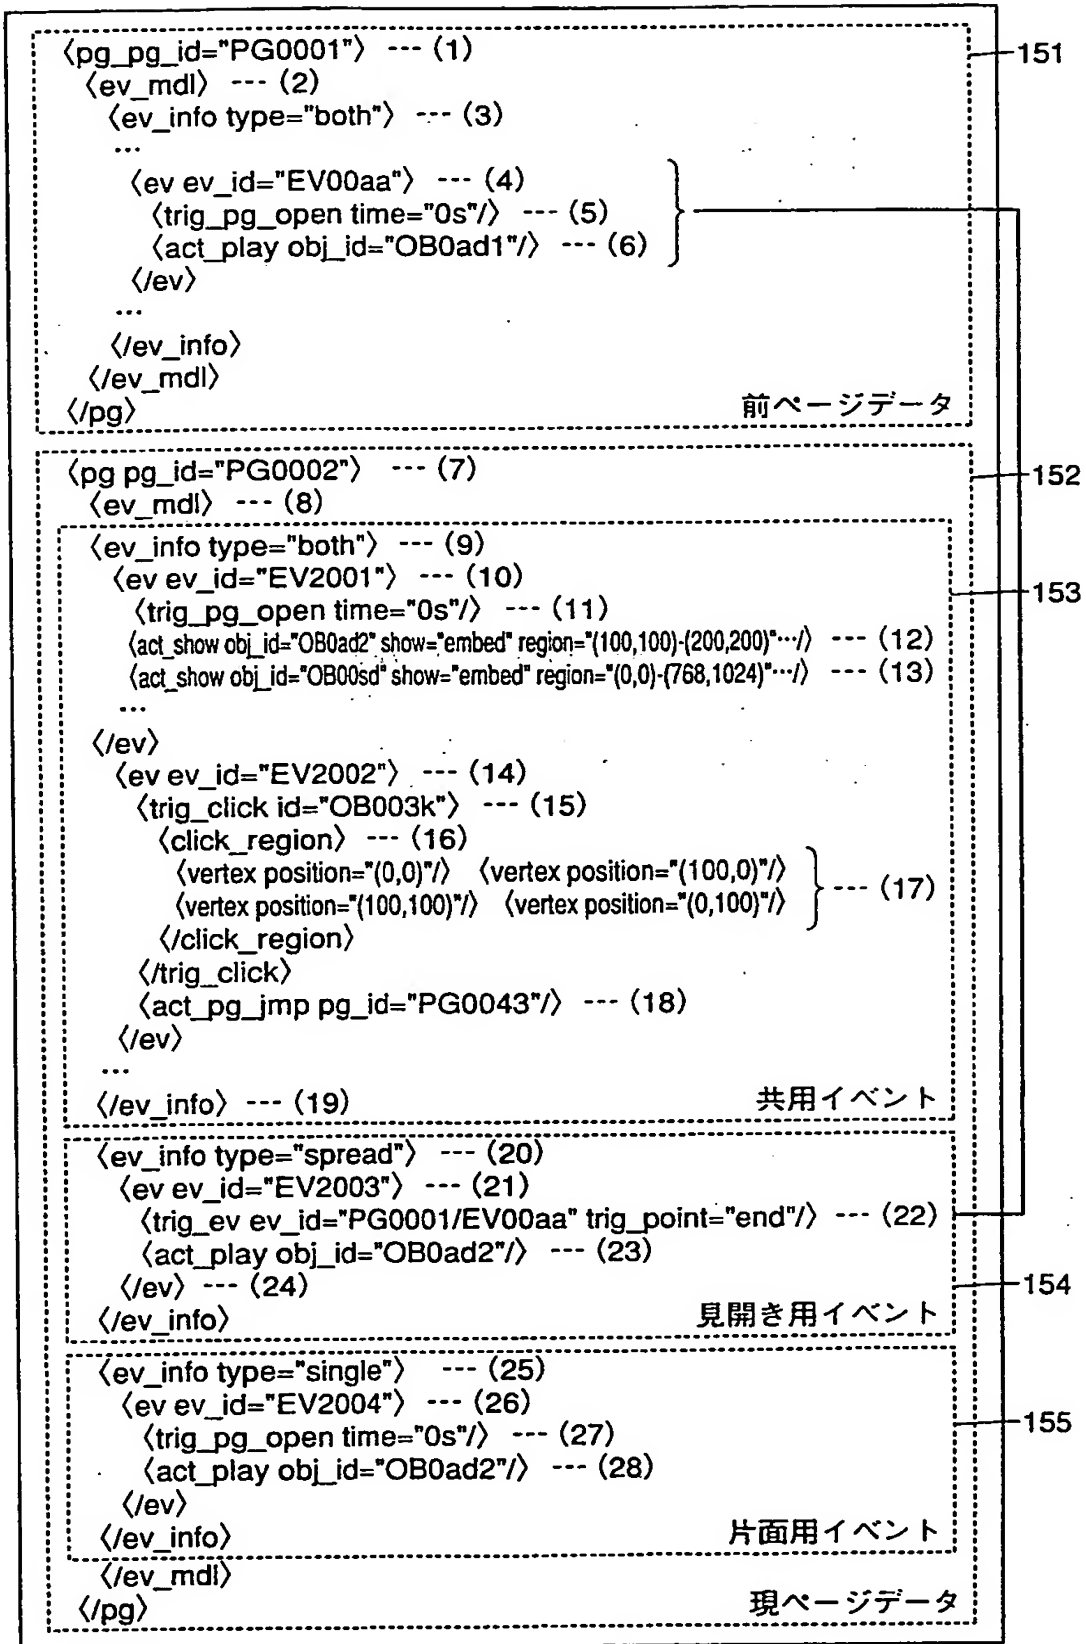 〈pg_pg_id="PG0001"〉 --- (1)
151
〈ev_mdl〉 --- (2)
〈ev_info type="both"〉 --- (3)
...
〈ev ev_id="EV00aa"〉 --- (4)
〈trig_pg_open time="0s"/〉 --- (5)
〈act_play obj_id="OB0ad1"/〉 --- (6)
〈/ev〉
...
〈/ev_info〉
〈/ev_mdl〉
〈/pg〉
前ページデータ
〈pg pg_id="PG0002"〉 --- (7)
152
〈ev_mdl〉 --- (8)
〈ev_info type="both"〉 --- (9)
〈ev ev_id="EV2001"〉 --- (10)
153
〈trig_pg_open time="0s"/〉 --- (11)
〈act_show obj_id="OB0ad2" show="embed" region="(100,100)-(200,200)"···/〉 --- (12)
〈act_show obj_id="OB00sd" show="embed" region="(0,0)-(768,1024)"···/〉 --- (13)
...
〈/ev〉
〈ev ev_id="EV2002"〉 --- (14)
〈trig_click id="OB003k"〉 --- (15)
〈click_region〉 --- (16)
〈vertex position="(0,0)"/〉 〈vertex position="(100,0)"/〉
〈vertex position="(100,100)"/〉 〈vertex position="(0,100)"/〉
--- (17)
〈/click_region〉
〈/trig_click〉
〈act_pg_jmp pg_id="PG0043"/〉 --- (18)
〈/ev〉
...
〈/ev_info〉 --- (19)
共用イベント
〈ev_info type="spread"〉 --- (20)
〈ev ev_id="EV2003"〉 --- (21)
〈trig_ev ev_id="PG0001/EV00aa" trig_point="end"/〉 --- (22)
〈act_play obj_id="OB0ad2"/〉 --- (23)
〈/ev〉 --- (24)
154
〈/ev_info〉
見開き用イベント
〈ev_info type="single"〉 --- (25)
〈ev ev_id="EV2004"〉 --- (26)
155
〈trig_pg_open time="0s"/〉 --- (27)
〈act_play obj_id="OB0ad2"/〉 --- (28)
〈/ev〉
〈/ev_info〉
片面用イベント
〈/ev_mdl〉
〈/pg〉
現ページデータ